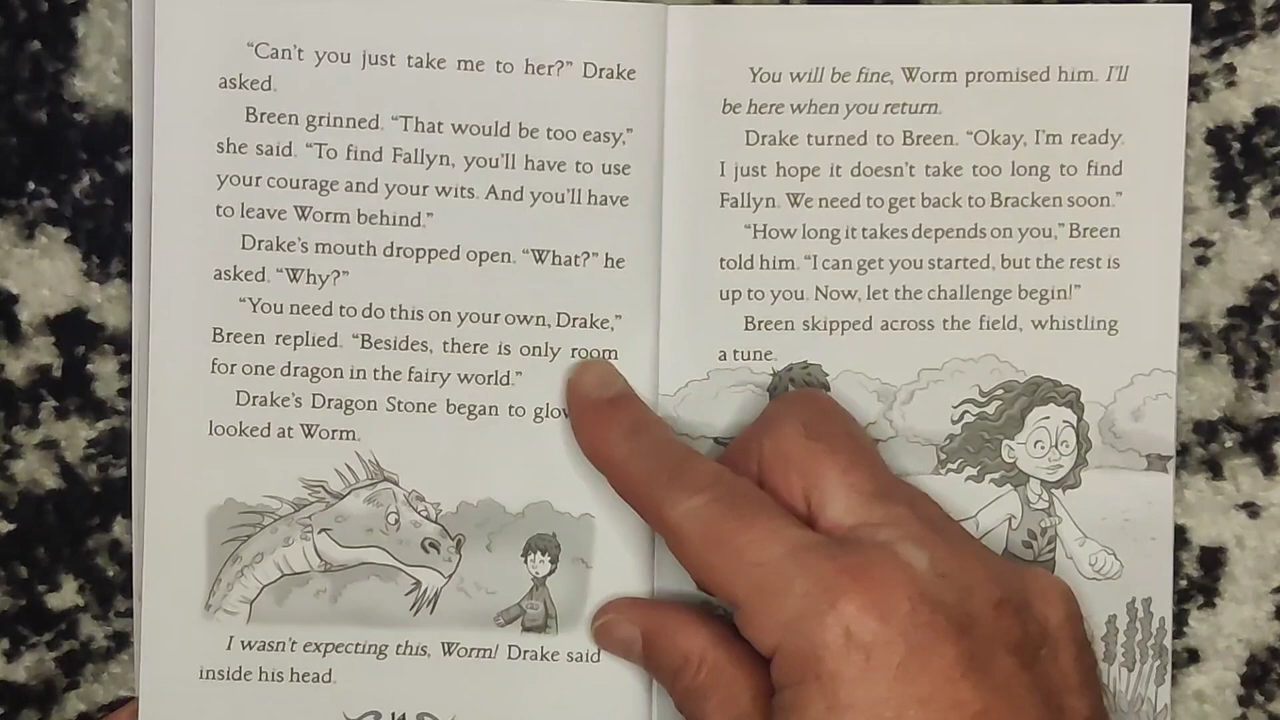 “Can’t you just take me to her?” Drake
asked.
Breen grinned. “That would be too easy,”
she said. “To find Fallyn, you’ll have to use
your courage and your wits. And you’ll have
to leave Worm behind.”
Drake’s mouth dropped open. “What?” he
asked. “Why?”
“You need to do this on your own, Drake,”
Breen replied. “Besides, there is only room
for one dragon in the fairy world.”
Drake’s Dragon Stone began to
looked at Worm.
I wasn’t expecting this, Worm! Drake said
inside his head.
14
You will be fine, Worm promised him. I’ll
be here when you return.
Drake turned to Breen. “Okay, I’m ready.
I just hope it doesn’t take too long to find
Fallyn. We need to get back to Bracken soon.”
“How long it takes depends on you,” Breen
told him. “I can get you started, but the rest is
up to you. Now, let the challenge begin!”
Breen skipped across the field, whistling
a tune.